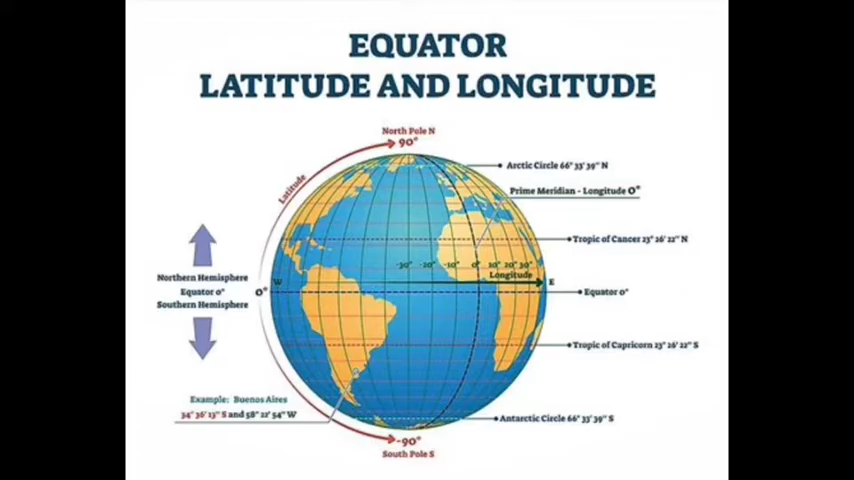 EQUATOR
LATITUDE AND LONGITUDE
North Pole N
90°
Arctic Circle 66° 33' 39" N
Latitude
Prime Meridian - Longitude 0°
Tropic of Cancer 23° 26' 22" N
-30° -20° -10° 0° 10° 20° 30°
Longitude
Northern Hemisphere
W
E
Equator 0°
0°
Equator 0°
Southern Hemisphere
Tropic of Capricorn 23° 26' 22" S
Example: Buenos Aires
34° 36' 13" S and 58° 22' 54" W
Antarctic Circle 66° 33' 39" S
-90°
South Pole S